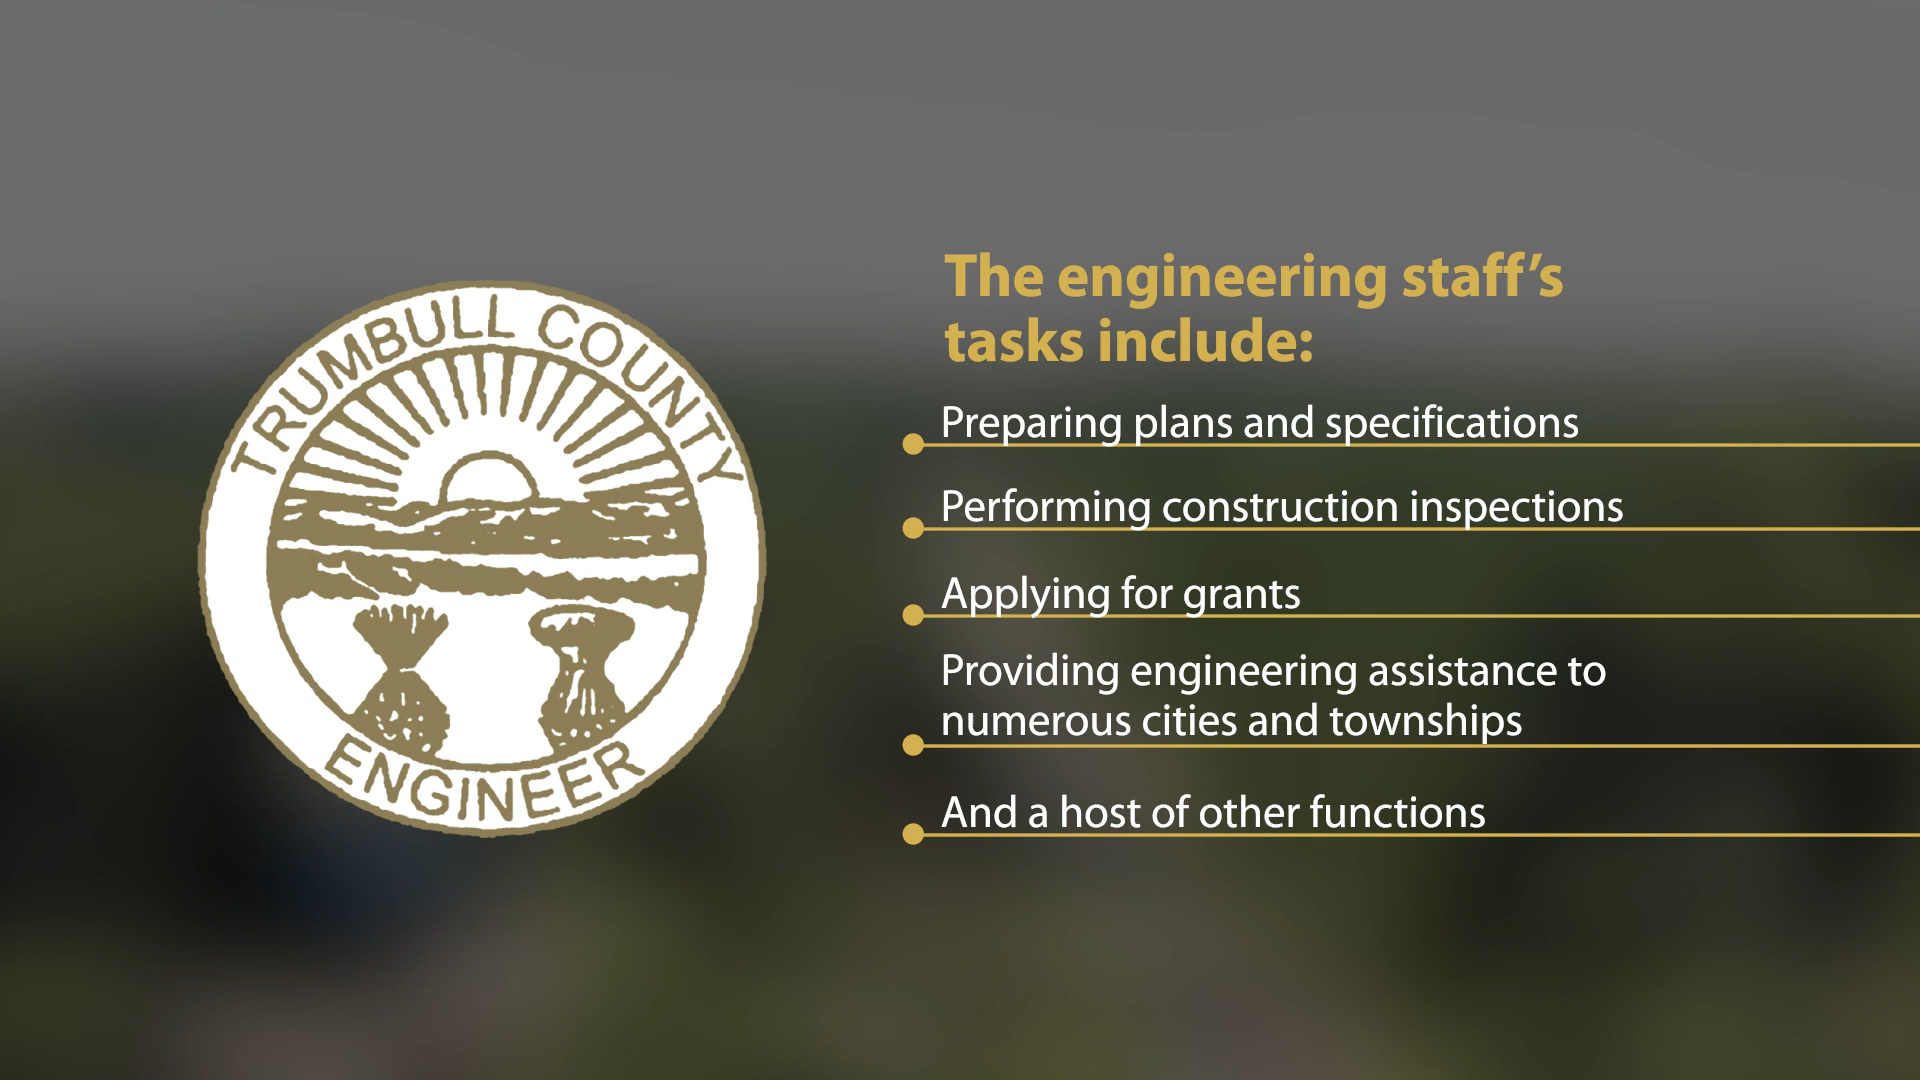 TRUMBULL COUNTY
ENGINEER
The engineering staff’s
tasks include:
Preparing plans and specifications
Performing construction inspections
Applying for grants
Providing engineering assistance to
numerous cities and townships
And a host of other functions